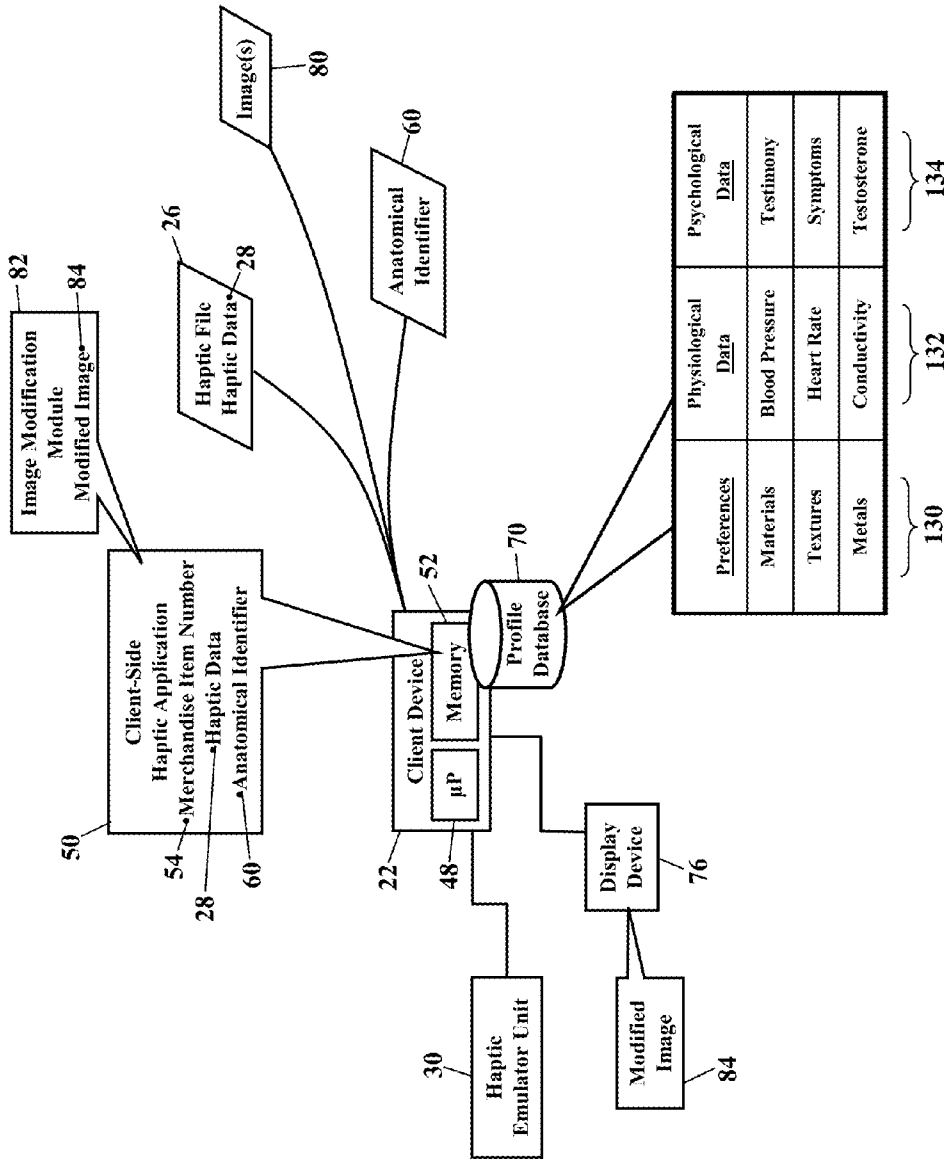 Image Modification
Module
Modified Image•
82
84
Client-Side
Haptic Application
•Merchandise Item Number
•Haptic Data
•Anatomical Identifier
50
54
28
60
Haptic File
Haptic Data•
26
28
Image(s)
80
Anatomical
Identifier
60
Client Device
µP
Memory
22
48
52
Profile
Database
70
Haptic
Emulator Unit
30
Display
Device
76
Modified
Image
84
Preferences
Physiological
Data
Psychological
Data
Materials
Blood Pressure
Testimony
Textures
Heart Rate
Symptoms
Metals
Conductivity
Testosterone
130
132
134